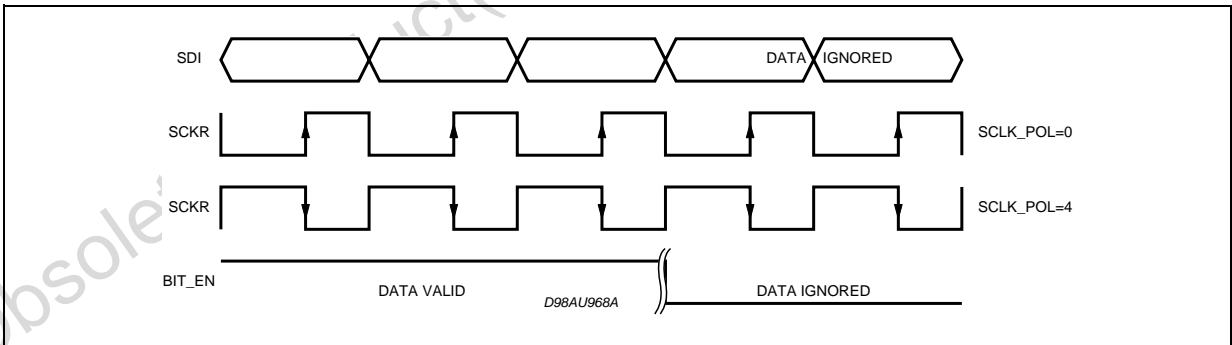 SDI DATA IGNORED
SCKR SCLK_POL=0
SCKR SCLK_POL=4
BIT_EN DATA VALID D98AU968A DATA IGNORED